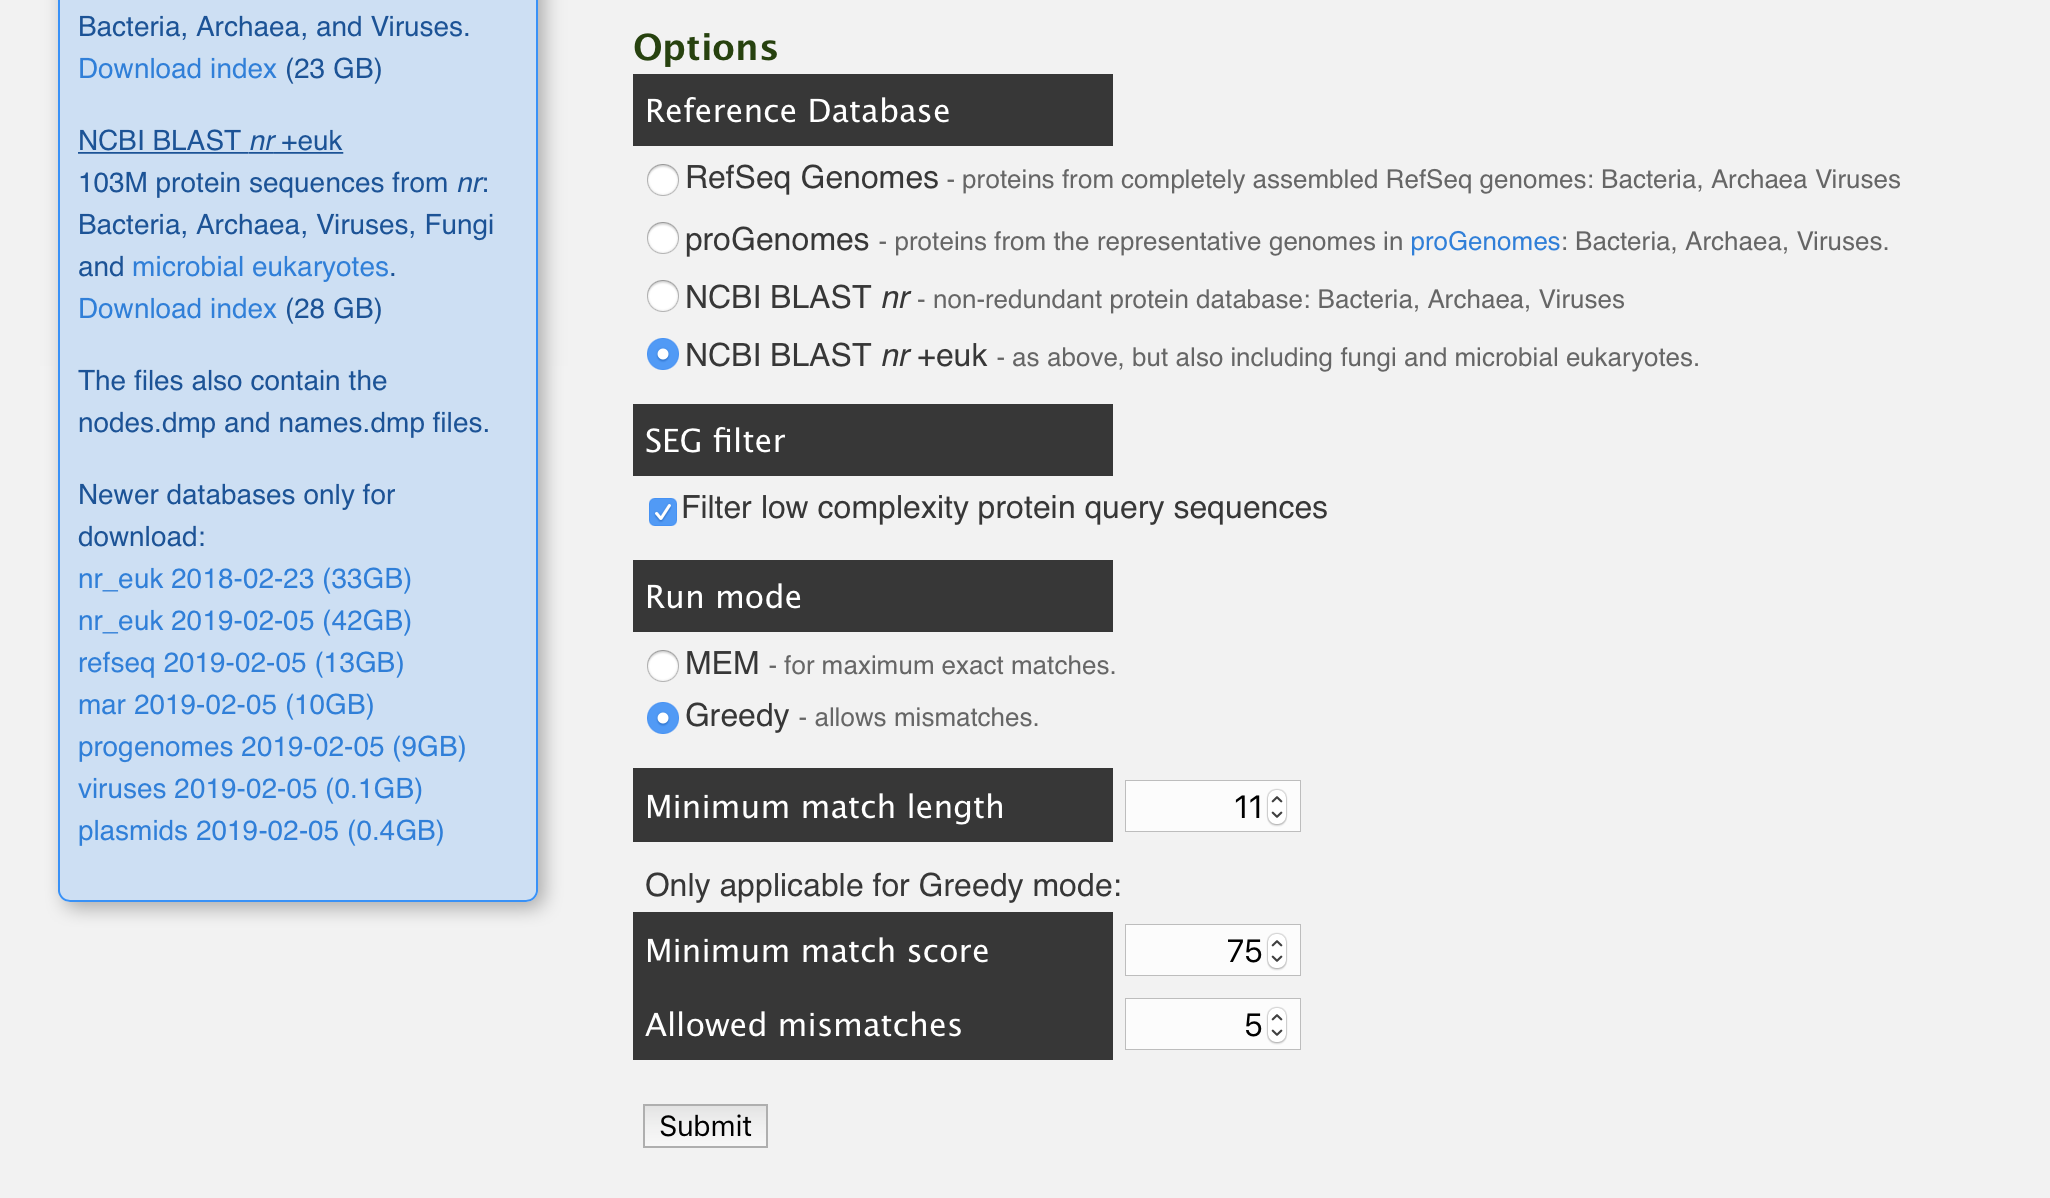 Bacteria, Archaea, and Viruses.
Download index (23 GB)
NCBI BLAST nr +euk
103M protein sequences from nr:
Bacteria, Archaea, Viruses, Fungi
and microbial eukaryotes.
Download index (28 GB)
The files also contain the
nodes.dmp and names.dmp files.
Newer databases only for
download:
nr_euk 2018-02-23 (33GB)
nr_euk 2019-02-05 (42GB)
refseq 2019-02-05 (13GB)
mar 2019-02-05 (10GB)
progenomes 2019-02-05 (9GB)
viruses 2019-02-05 (0.1GB)
plasmids 2019-02-05 (0.4GB)
Options
Reference Database
RefSeq Genomes - proteins from completely assembled RefSeq genomes: Bacteria, Archaea Viruses
proGenomes - proteins from the representative genomes in proGenomes: Bacteria, Archaea, Viruses.
NCBI BLAST nr - non-redundant protein database: Bacteria, Archaea, Viruses
NCBI BLAST nr +euk - as above, but also including fungi and microbial eukaryotes.
SEG filter
Filter low complexity protein query sequences
Run mode
MEM - for maximum exact matches.
Greedy - allows mismatches.
Minimum match length 11
Only applicable for Greedy mode:
Minimum match score 75
Allowed mismatches 5
Submit